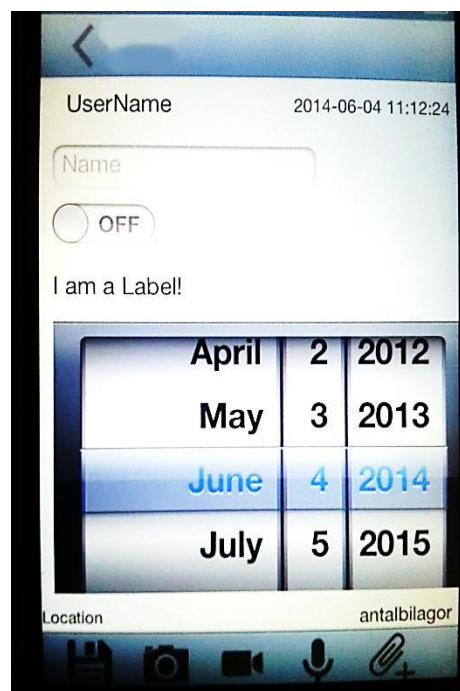 UserName 2014-06-04 11:12:24
Name
OFF
I am a Label!
April 2 2012
May 3 2013
June 4 2014
July 5 2015
Location antalbilagor